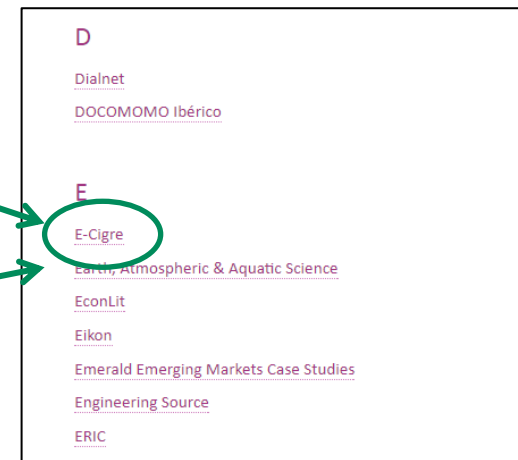 D
Dialnet
DOCOMOMO Ibérico
E
E-Cigre
Earth, Atmospheric & Aquatic Science
EconLit
Eikon
Emerald Emerging Markets Case Studies
Engineering Source
ERIC